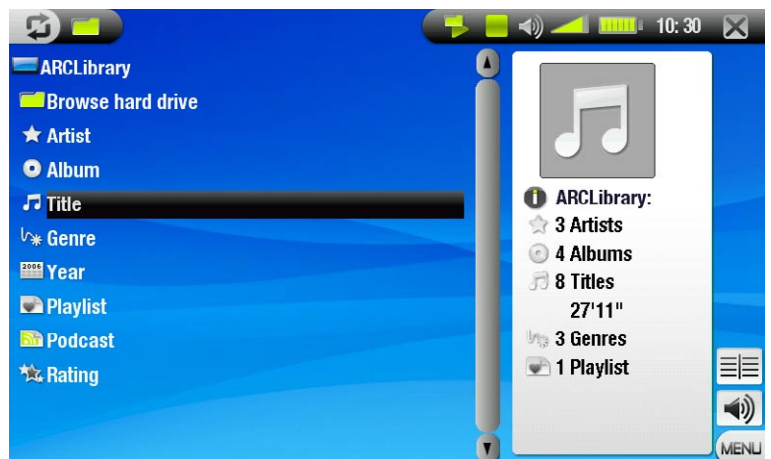 10:30
ARCLibrary
Browse hard drive
Artist
Album
Title
Genre
2006
Year
Playlist
Podcast
Rating
ARCLibrary:
3 Artists
4 Albums
8 Titles
27'11"
3 Genres
1 Playlist
MENU